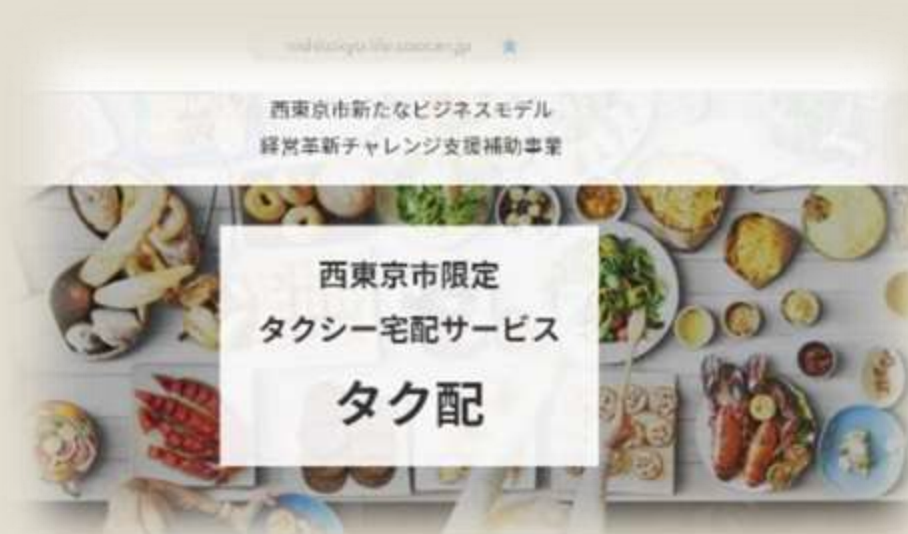 西東京市新たなビジネスモデル
経営革新チャレンジ支援補助事業
西東京市限定
タクシー宅配サービス
タク配